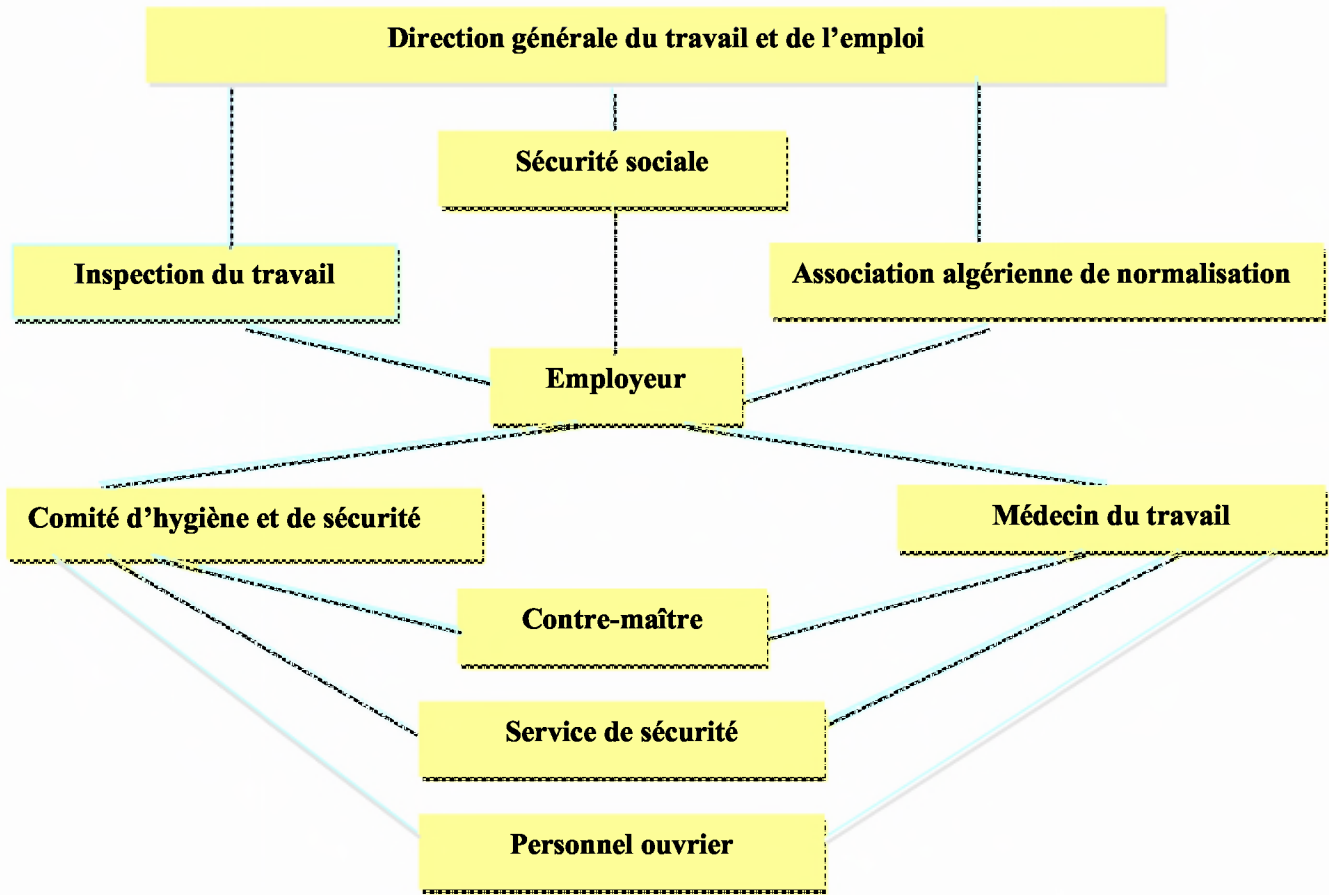 Direction générale du travail et de l’emploi
Sécurité sociale
Inspection du travail
Association algérienne de normalisation
Employeur
Comité d’hygiène et de sécurité
Médecin du travail
Contre-maître
Service de sécurité
Personnel ouvrier